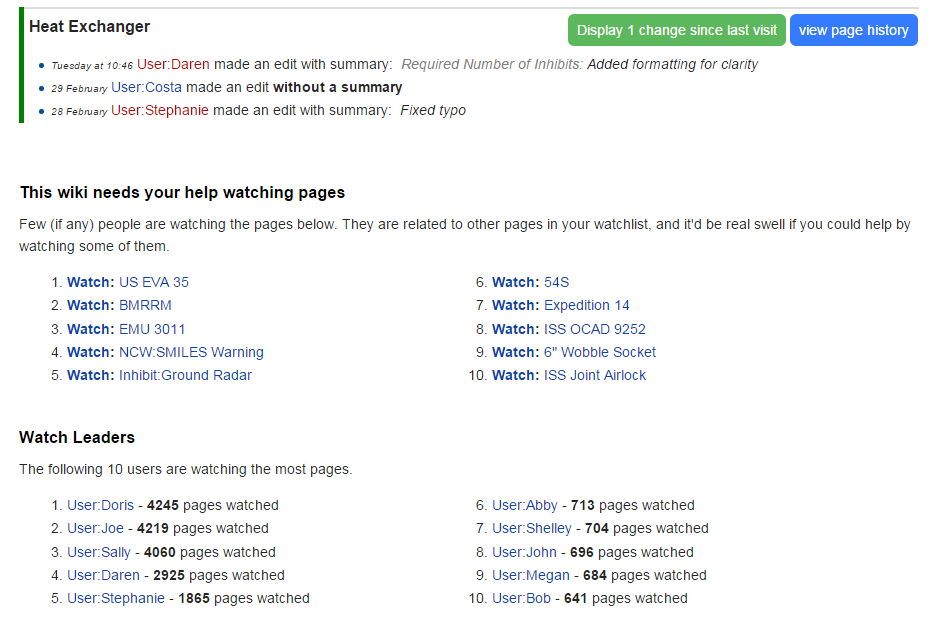 Heat Exchanger
Display 1 change since last visit
view page history
Tuesday at 10:46 User:Daren made an edit with summary: Required Number of Inhibits: Added formatting for clarity
29 February User:Costa made an edit without a summary
28 February User:Stephanie made an edit with summary: Fixed typo
This wiki needs your help watching pages
Few (if any) people are watching the pages below. They are related to other pages in your watchlist, and it'd be real swell if you could help by
watching some of them.
1. Watch: US EVA 35
2. Watch: BMRRM
3. Watch: EMU 3011
4. Watch: NCW:SMILES Warning
5. Watch: Inhibit:Ground Radar
6. Watch: 54S
7. Watch: Expedition 14
8. Watch: ISS OCAD 9252
9. Watch: 6" Wobble Socket
10. Watch: ISS Joint Airlock
Watch Leaders
The following 10 users are watching the most pages.
1. User:Doris - 4245 pages watched
2. User:Joe - 4219 pages watched
3. User:Sally - 4060 pages watched
4. User:Daren - 2925 pages watched
5. User:Stephanie - 1865 pages watched
6. User:Abby - 713 pages watched
7. User:Shelley - 704 pages watched
8. User:John - 696 pages watched
9. User:Megan - 684 pages watched
10. User:Bob - 641 pages watched